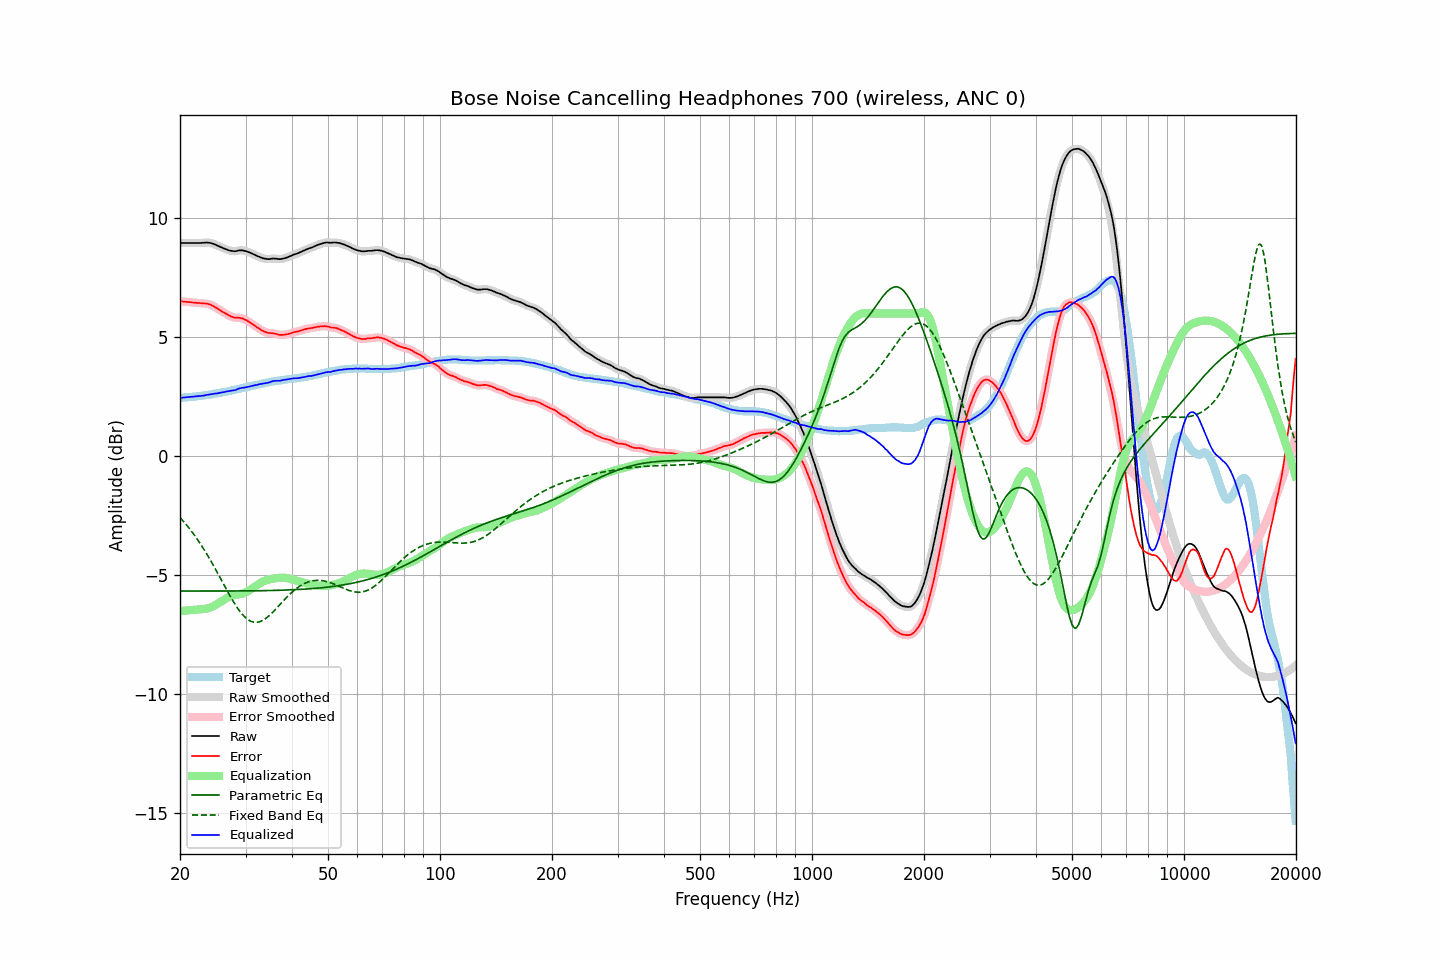 Bose Noise Cancelling Headphones 700 (wireless, ANC 0)
Amplitude (dBr)
10
5
0
−5
−10
−15
Target
Raw Smoothed
Error Smoothed
Raw
Error
Equalization
Parametric Eq
Fixed Band Eq
Equalized
20 50 100 200 500 1000 2000 5000 10000 20000
Frequency (Hz)